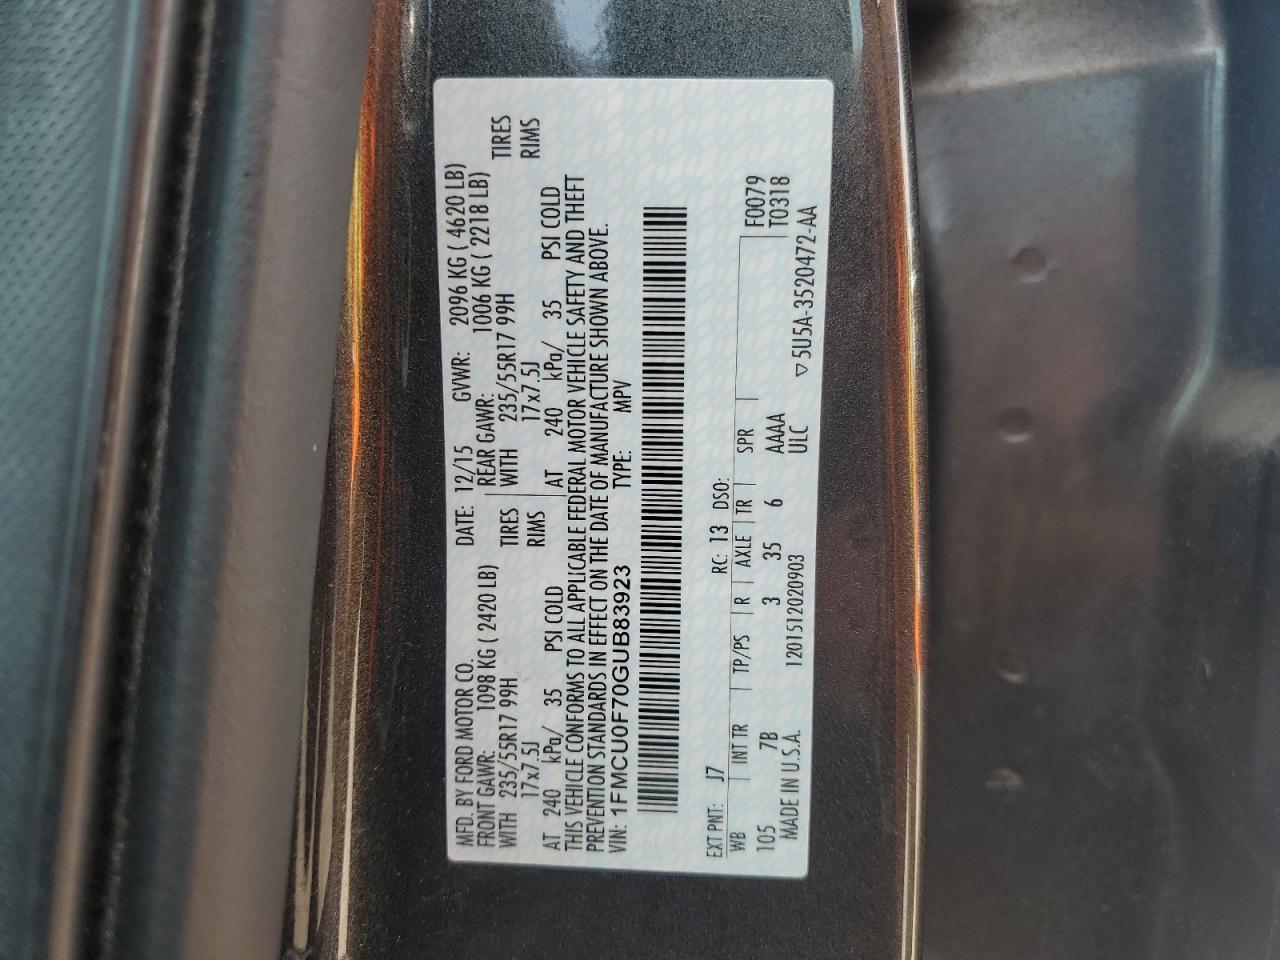 MFD. BY FORD MOTOR CO. DATE: 12/15 GVWR: 2096 KG ( 4620 LB)
FRONT GAWR: 1098 KG ( 2420 LB) REAR GAWR: 1006 KG ( 2218 LB)
WITH 235/55R17 99H TIRES WITH 235/55R17 99H TIRES
17x7.5J RIMS 17x7.5J RIMS
AT 240 kPa/ 35 PSI COLD AT 240 kPa/ 35 PSI COLD
THIS VEHICLE CONFORMS TO ALL APPLICABLE FEDERAL MOTOR VEHICLE SAFETY AND THEFT
PREVENTION STANDARDS IN EFFECT ON THE DATE OF MANUFACTURE SHOWN ABOVE.
VIN: 1FMCU0F70GUB83923 TYPE: MPV
EXT PNT: J7 RC: 13 DSO:
WB INT TR TP/PS R AXLE TR SPR F0079
105 7B 3 35 6 AAAA T0318
MADE IN U.S.A. 1201512020903 ULC ▽5U5A-3520472-AA